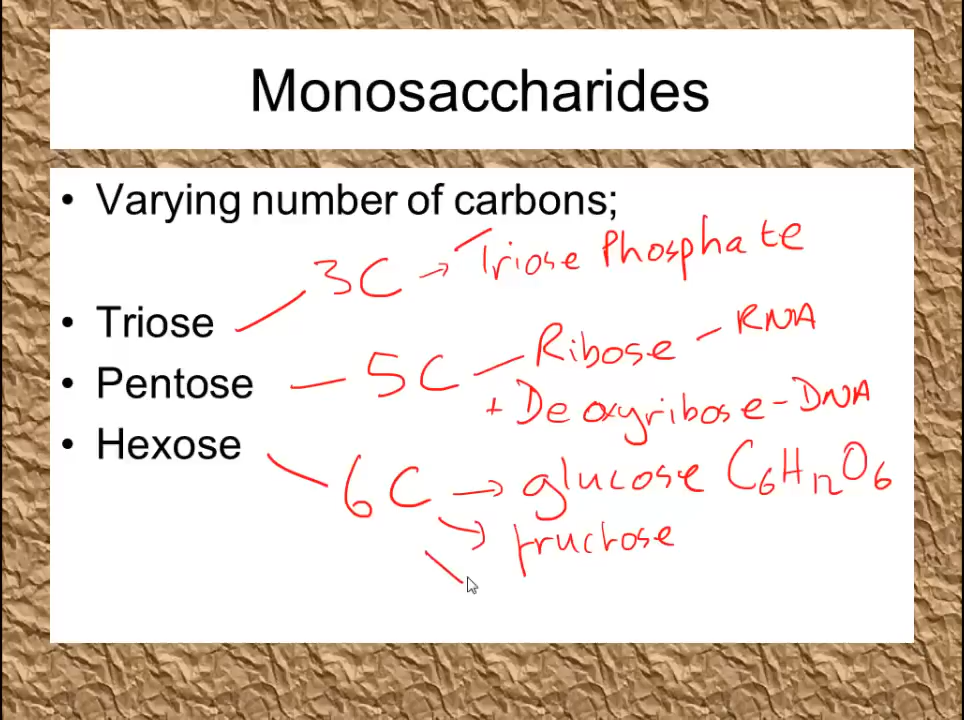 Monosaccharides
• Varying number of carbons;
3C → Triose Phosphate
• Triose
Ribose - RNA
• Pentose — 5C
+ Deoxyribose - DNA
• Hexose
6C → glucose C6H12O6
→ fructose